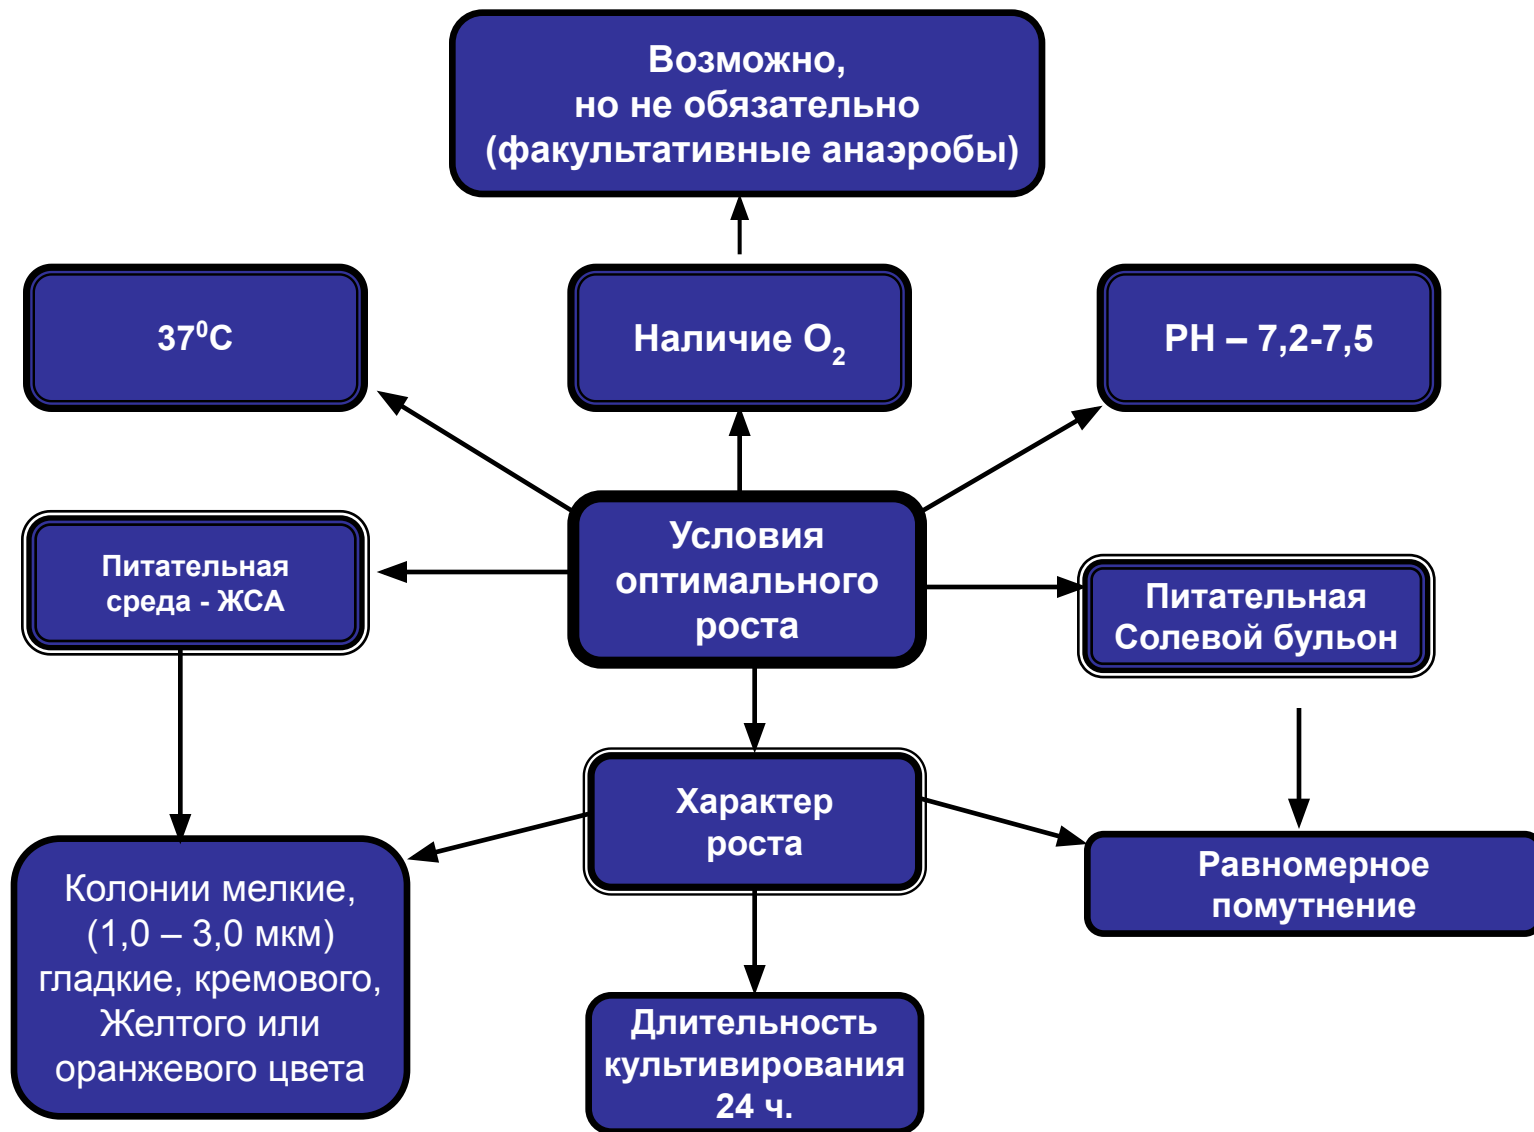 Возможно,
но не обязательно
(факультативные анаэробы)
37⁰С
Наличие О₂
РН – 7,2-7,5
Условия
оптимального
роста
Питательная
среда - ЖСА
Питательная
Солевой бульон
Характер
роста
Колонии мелкие,
(1,0 – 3,0 мкм)
гладкие, кремового,
Желтого или
оранжевого цвета
Равномерное
помутнение
Длительность
культивирования
24 ч.